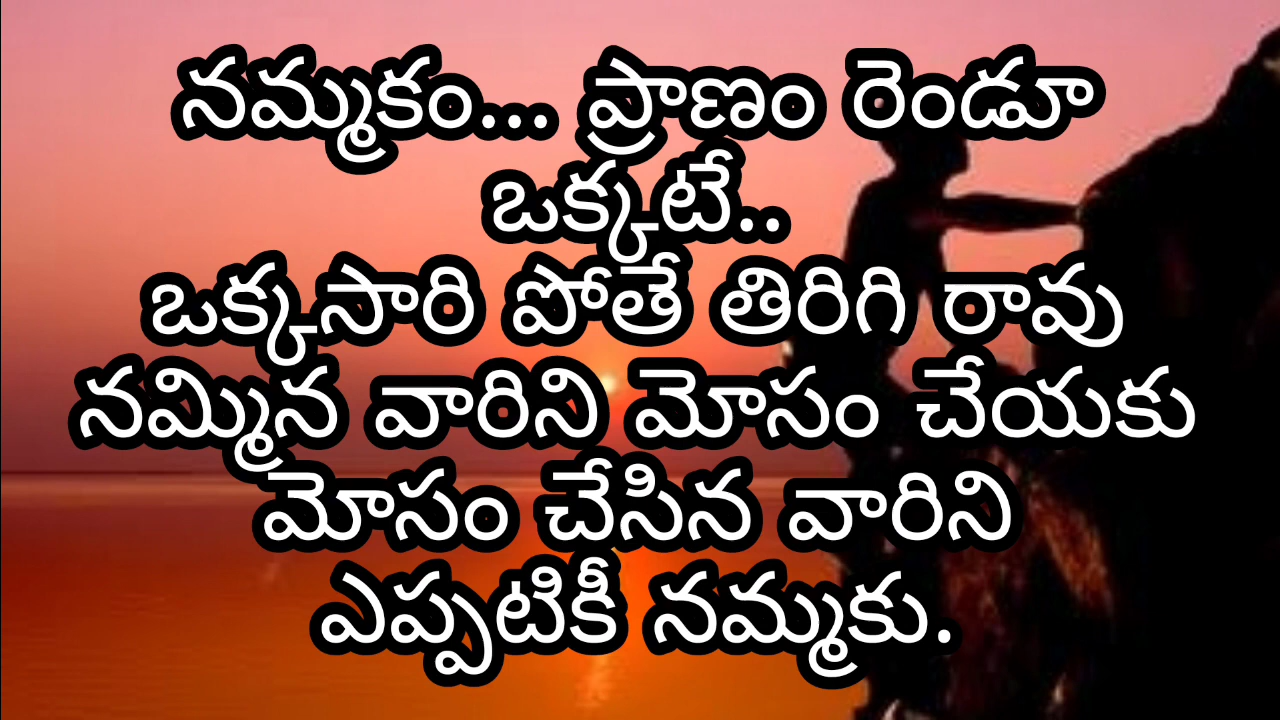 నమ్మకం... ప్రాణం రెండూ
ఒక్కటే..
ఒక్కసారి పోతే తిరిగి రావు
నమ్మిన వారిని మోసం చేయకు
మోసం చేసిన వారిని
ఎప్పటికీ నమ్మకు.